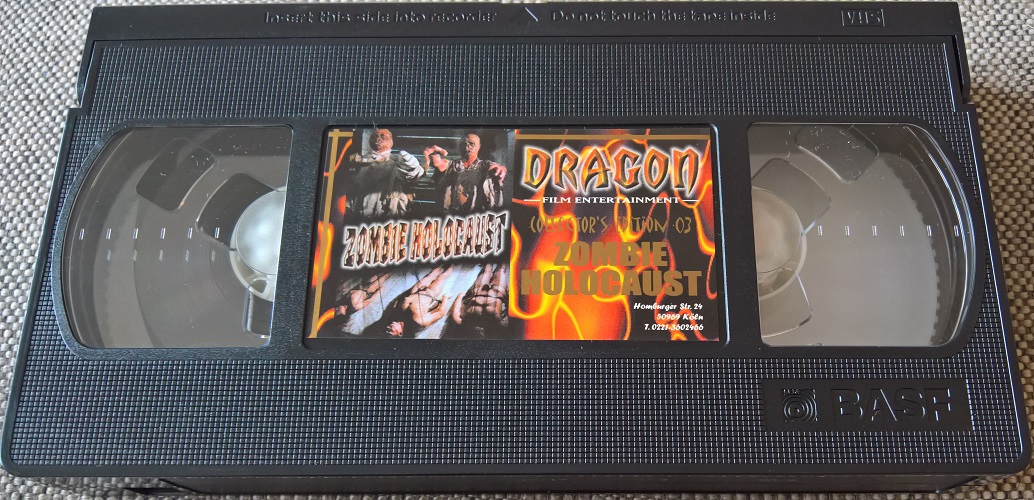 Insert this side into recorder
Do not touch the tape inside
VHS
ZOMBIE HOLOCAUST
DRAGON
FILM ENTERTAINMENT
COLLECTOR'S EDITION 03
ZOMBIE
HOLOCAUST
Homburger Str. 24
50969 Köln
T. 0221-3602466
BASF